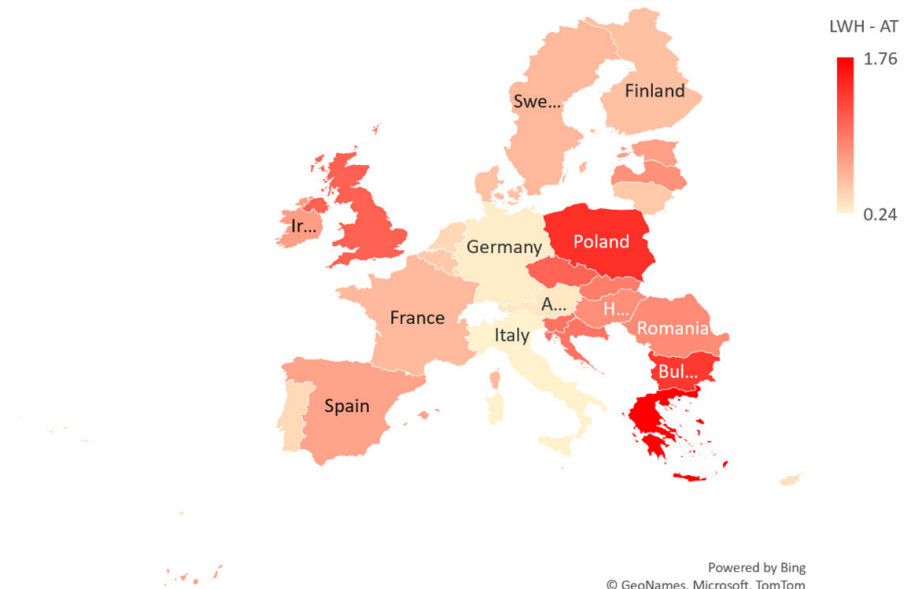 LWH - AT
1.76
0.24
Finland
Swe...
Ir...
Germany
Poland
A...
H...
France
Italy
Romania
Bul...
Spain
Powered by Bing
© GeoNames, Microsoft, TomTom